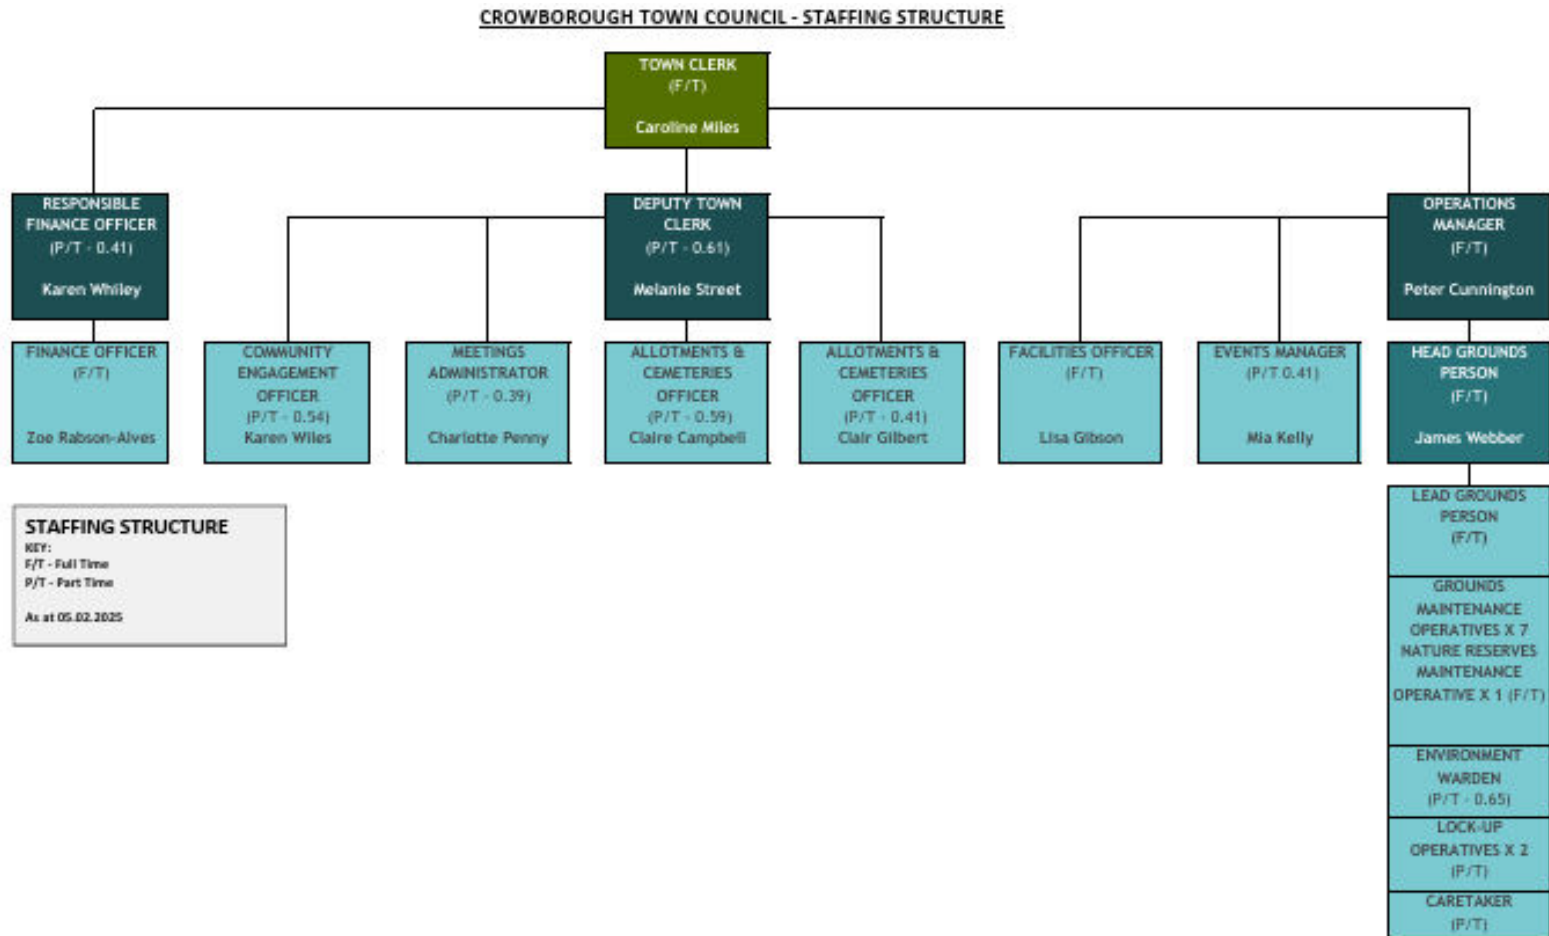 CROWBOROUGH TOWN COUNCIL - STAFFING STRUCTURE
TOWN CLERK
(F/T)
Caroline Miles
RESPONSIBLE
FINANCE OFFICER
(P/T - 0.41)
Karen Whiley
DEPUTY TOWN
CLERK
(P/T - 0.61)
Melanie Street
OPERATIONS
MANAGER
(F/T)
Peter Cunnington
FINANCE OFFICER
(F/T)
Zoe Rabson-Alves
COMMUNITY
ENGAGEMENT
OFFICER
(P/T - 0.54)
Karen Wiles
MEETINGS
ADMINISTRATOR
(P/T - 0.39)
Charlotte Penny
ALLOTMENTS &
CEMETERIES
OFFICER
(P/T - 0.59)
Claire Campbell
ALLOTMENTS &
CEMETERIES
OFFICER
(P/T - 0.41)
Clair Gilbert
FACILITIES OFFICER
(F/T)
Lisa Gibson
EVENTS MANAGER
(P/T 0.41)
Mia Kelly
HEAD GROUNDS
PERSON
(F/T)
James Webber
LEAD GROUNDS
PERSON
(F/T)
GROUNDS
MAINTENANCE
OPERATIVES X 7
NATURE RESERVES
MAINTENANCE
OPERATIVE X 1 (F/T)
ENVIRONMENT
WARDEN
(P/T - 0.65)
LOCK-UP
OPERATIVES X 2
(P/T)
CARETAKER
(P/T)
STAFFING STRUCTURE
KEY:
F/T - Full Time
P/T - Part Time
As at 05.02.2025